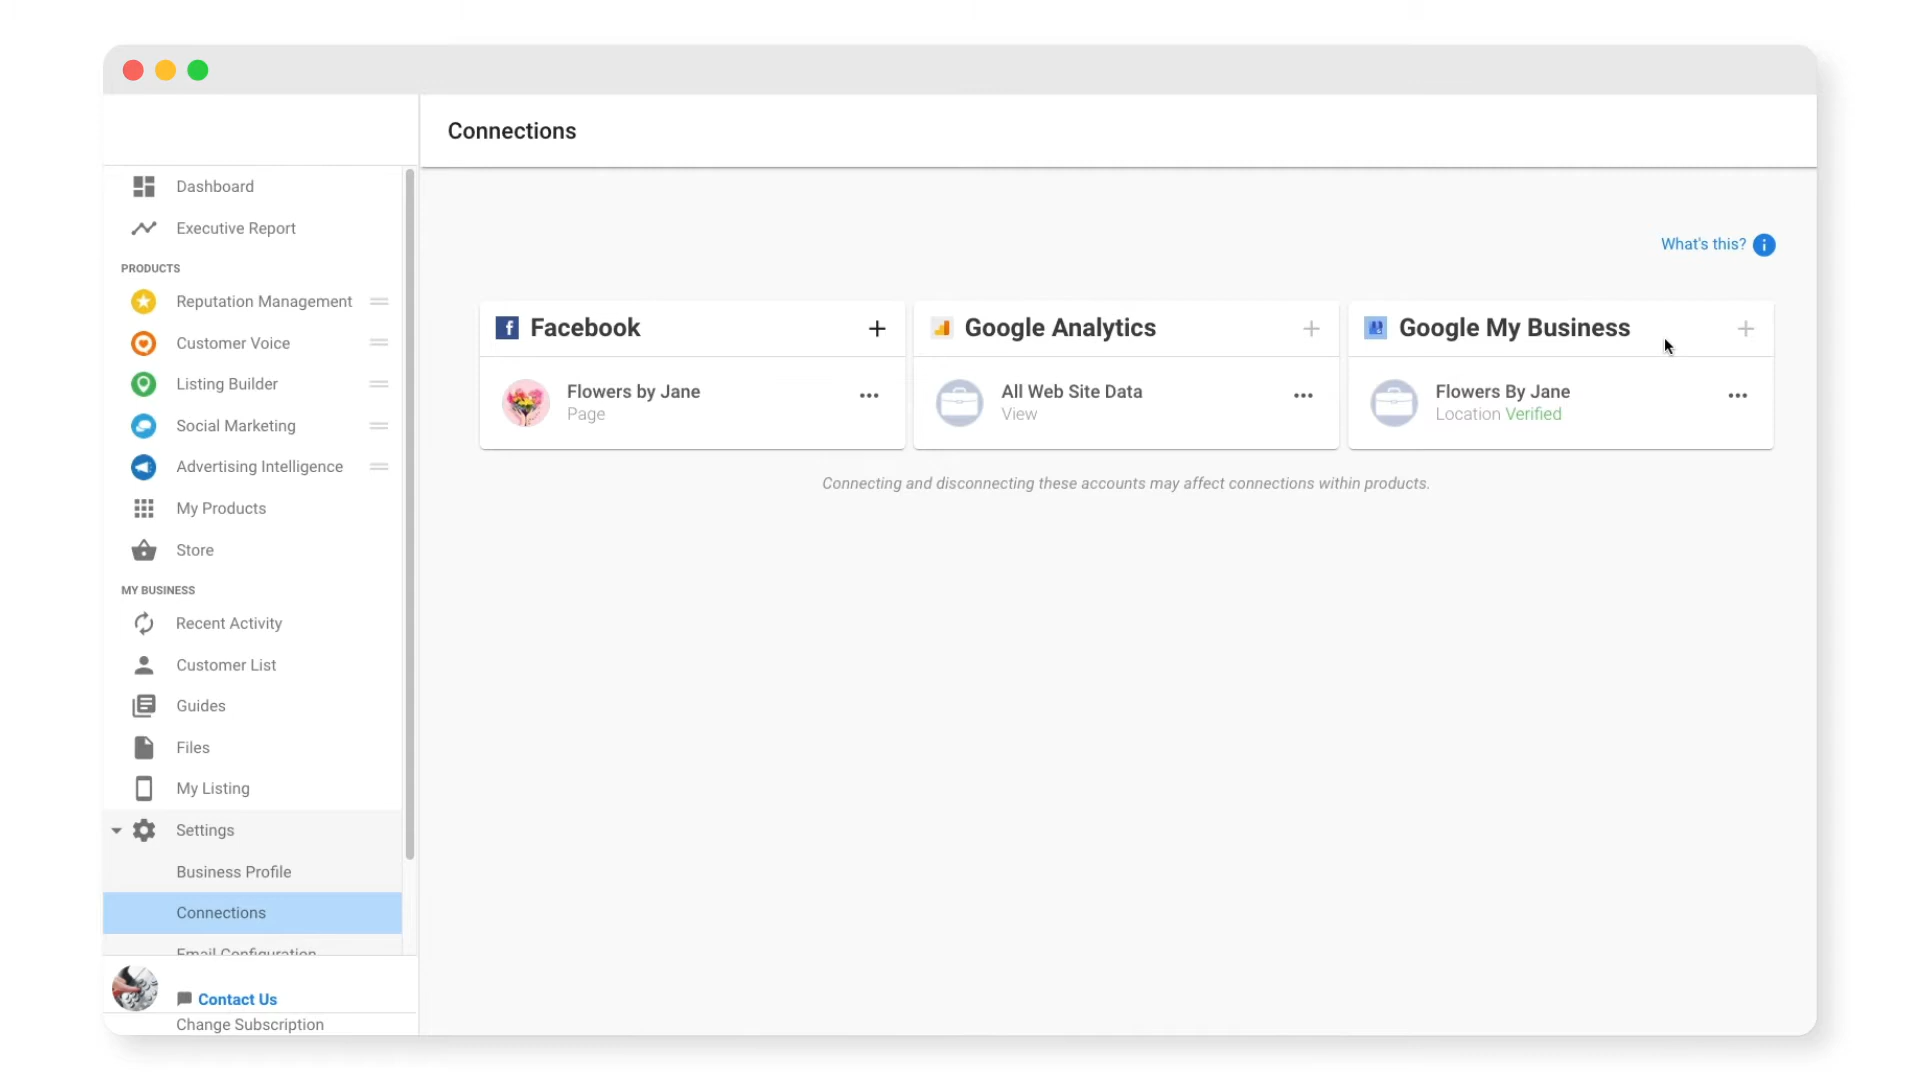 Connections
Dashboard
Executive Report
PRODUCTS
Reputation Management
Customer Voice
Listing Builder
Social Marketing
Advertising Intelligence
My Products
Store
MY BUSINESS
Recent Activity
Customer List
Guides
Files
My Listing
Settings
Business Profile
Connections
Email Configuration
Contact Us
Change Subscription
What's this?
Facebook
Flowers by Jane
Page
Google Analytics
All Web Site Data
View
Google My Business
Flowers By Jane
Location Verified
Connecting and disconnecting these accounts may affect connections within products.